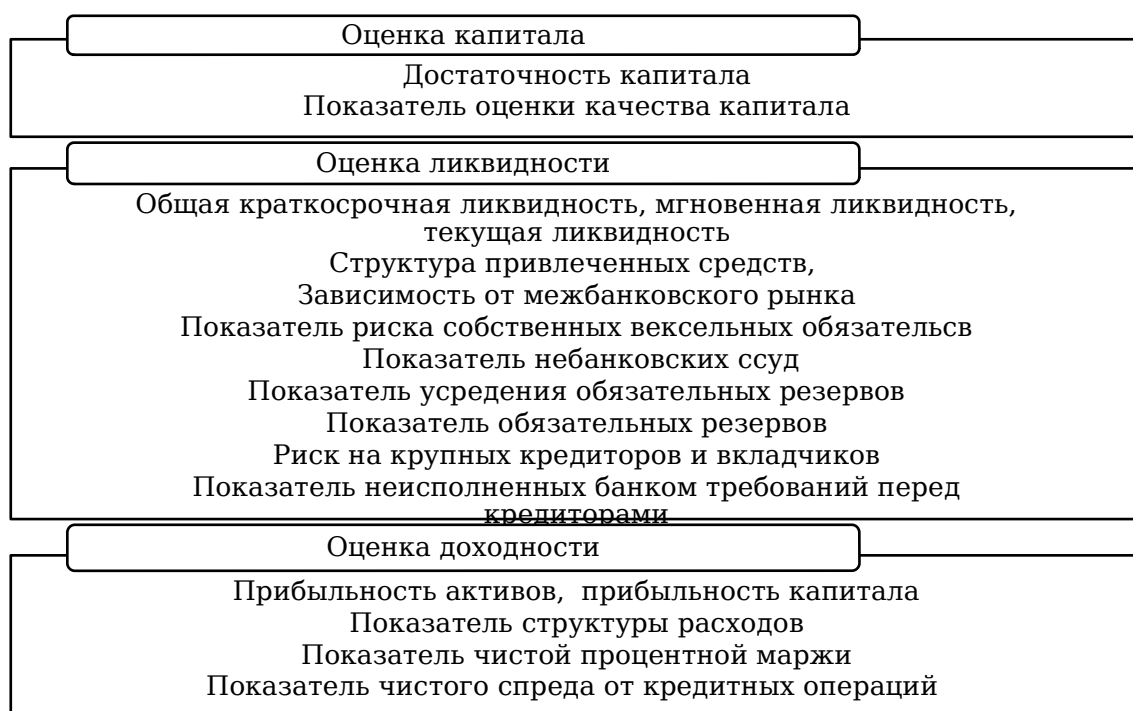 Оценка капитала
Достаточность капитала
Показатель оценки качества капитала
Оценка ликвидности
Общая краткосрочная ликвидность, мгновенная ликвидность,
текущая ликвидность
Структура привлеченных средств,
Зависимость от межбанковского рынка
Показатель риска собственных вексельных обязательсв
Показатель небанковских ссуд
Показатель усредения обязательных резервов
Показатель обязательных резервов
Риск на крупных кредиторов и вкладчиков
Показатель неисполненных банком требований перед
кредиторами
Оценка доходности
Прибыльность активов,  прибыльность капитала
Показатель структуры расходов
Показатель чистой процентной маржи
Показатель чистого спреда от кредитных операций